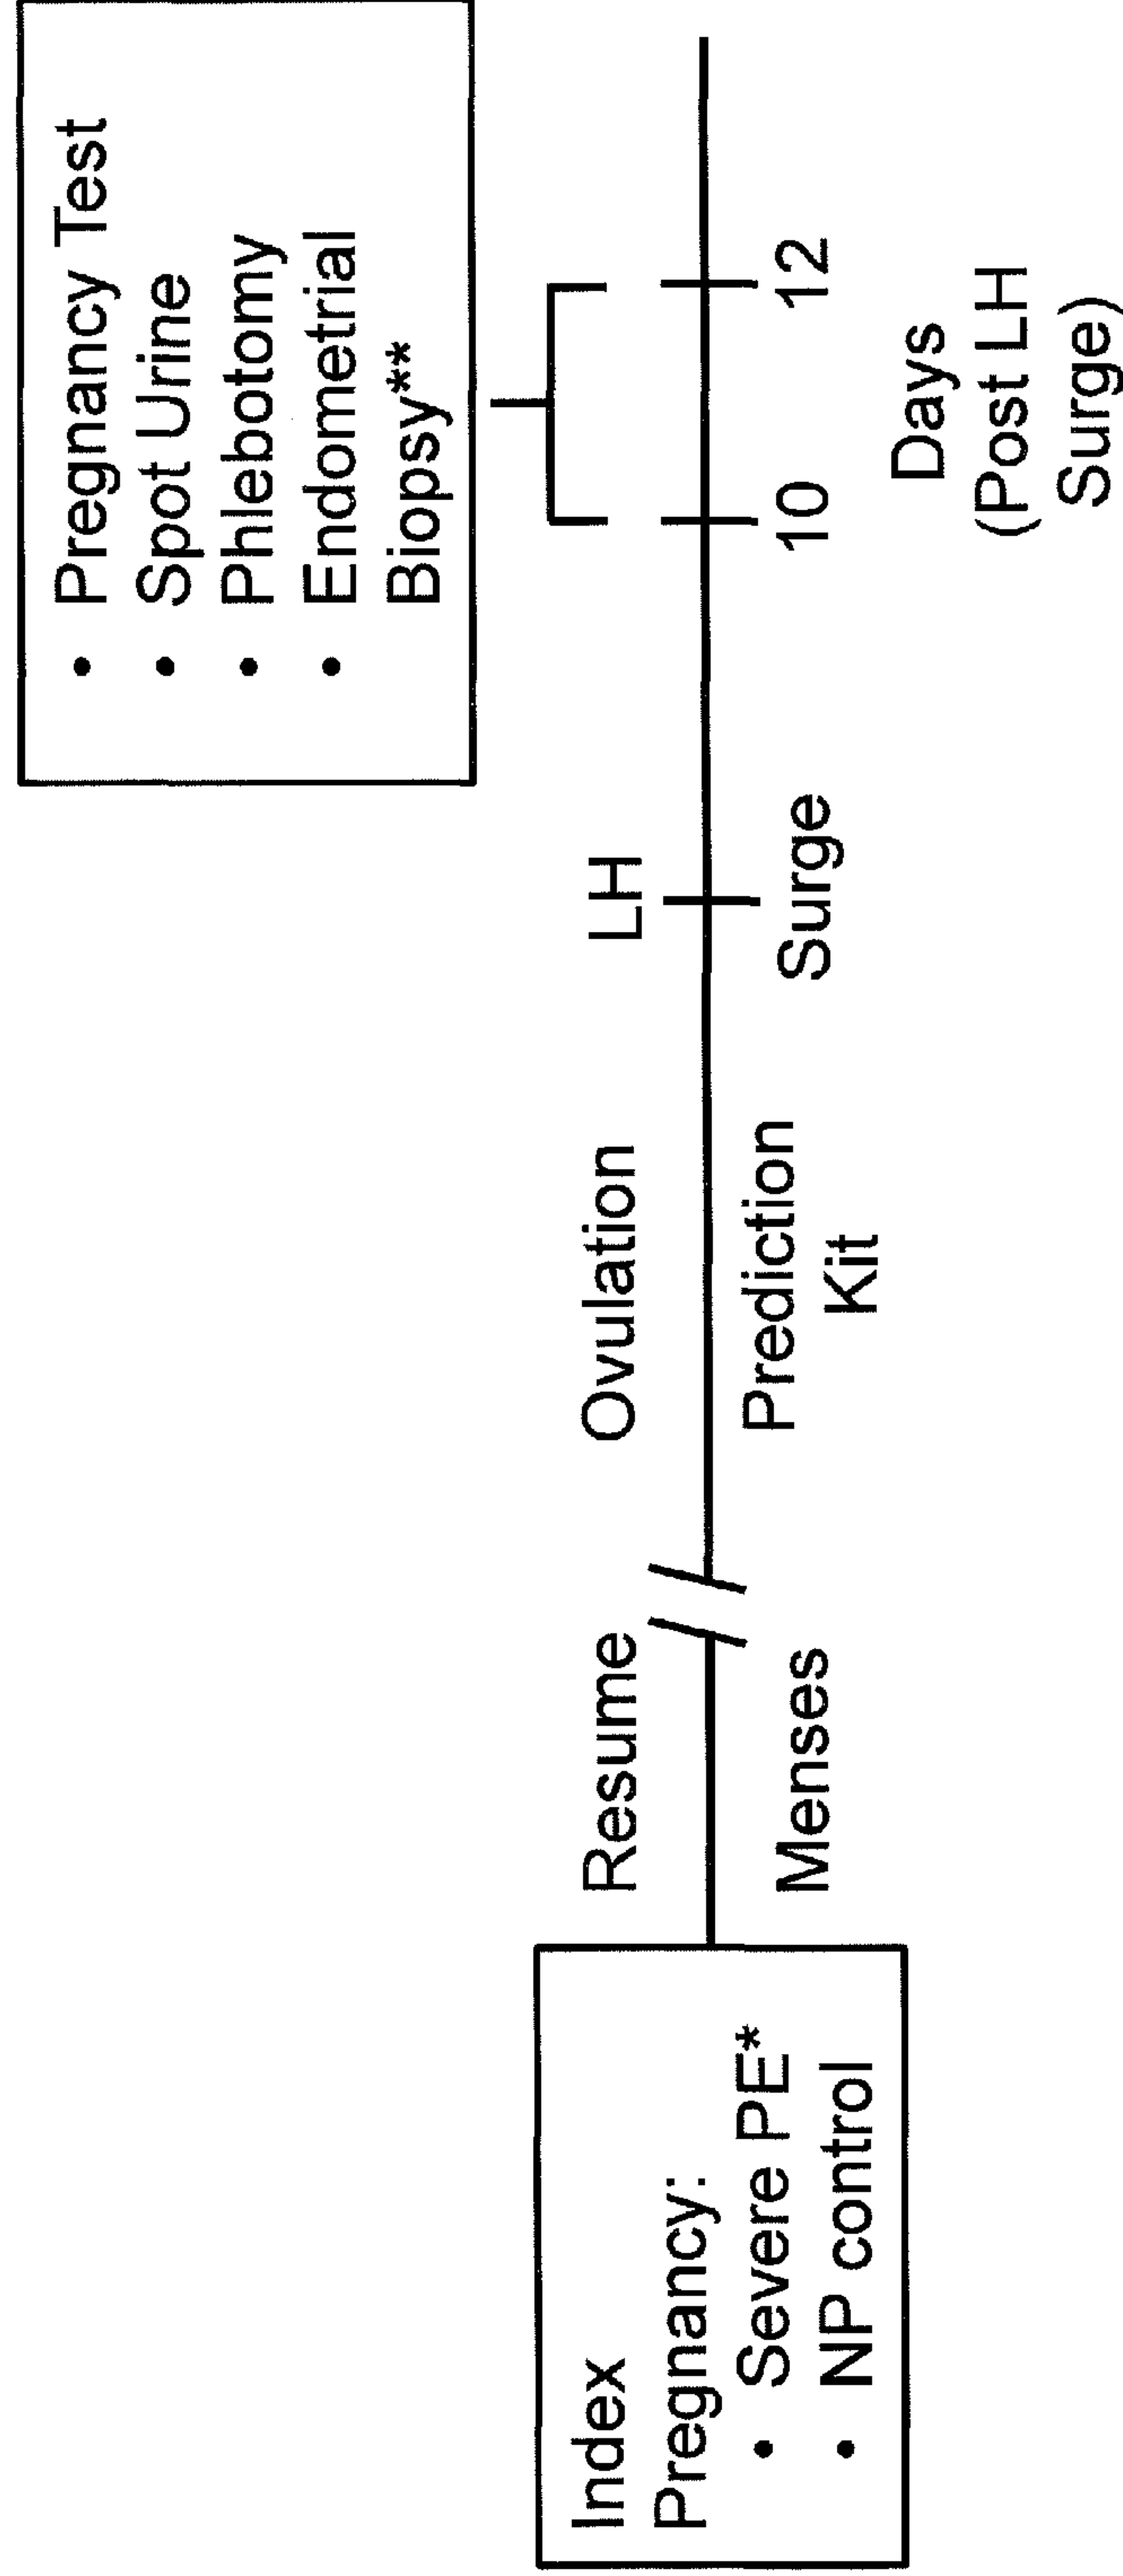 Index
Pregnancy:
• Severe PE*
• NP control
Resume
Menses
Ovulation
Prediction
Kit
LH
Surge
• Pregnancy Test
• Spot Urine
• Phlebotomy
• Endometrial
Biopsy**
10 12
Days
(Post LH
Surge)